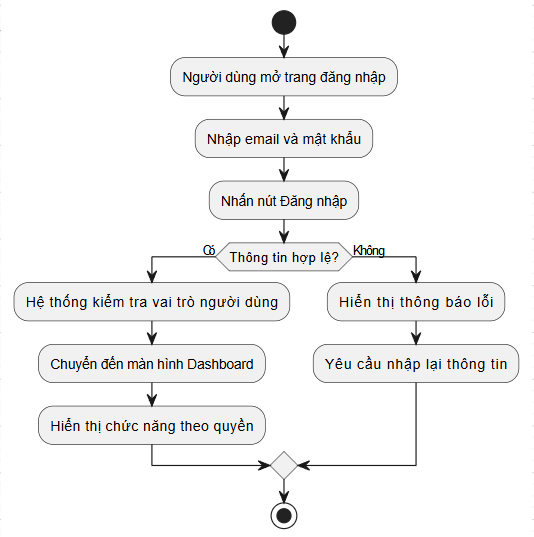 Người dùng mở trang đăng nhập
Nhập email và mật khẩu
Nhấn nút Đăng nhập
Thông tin hợp lệ?
Có
Không
Hệ thống kiểm tra vai trò người dùng
Hiển thị thông báo lỗi
Chuyển đến màn hình Dashboard
Yêu cầu nhập lại thông tin
Hiển thị chức năng theo quyền